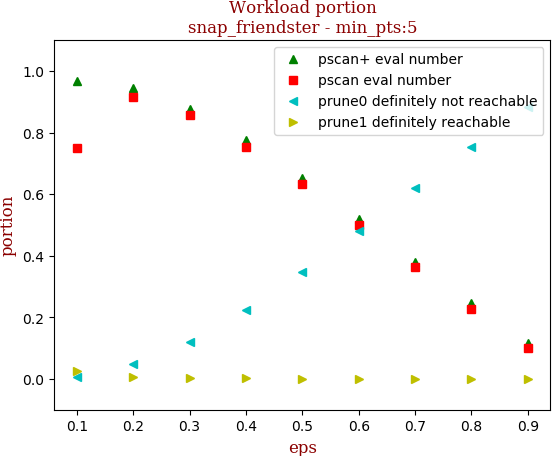 Workload portion
snap_friendster - min_pts:5
pscan+ eval number
pscan eval number
prune0 definitely not reachable
prune1 definitely reachable
portion
1.0
0.8
0.6
0.4
0.2
0.0
0.1 0.2 0.3 0.4 0.5 0.6 0.7 0.8 0.9
eps